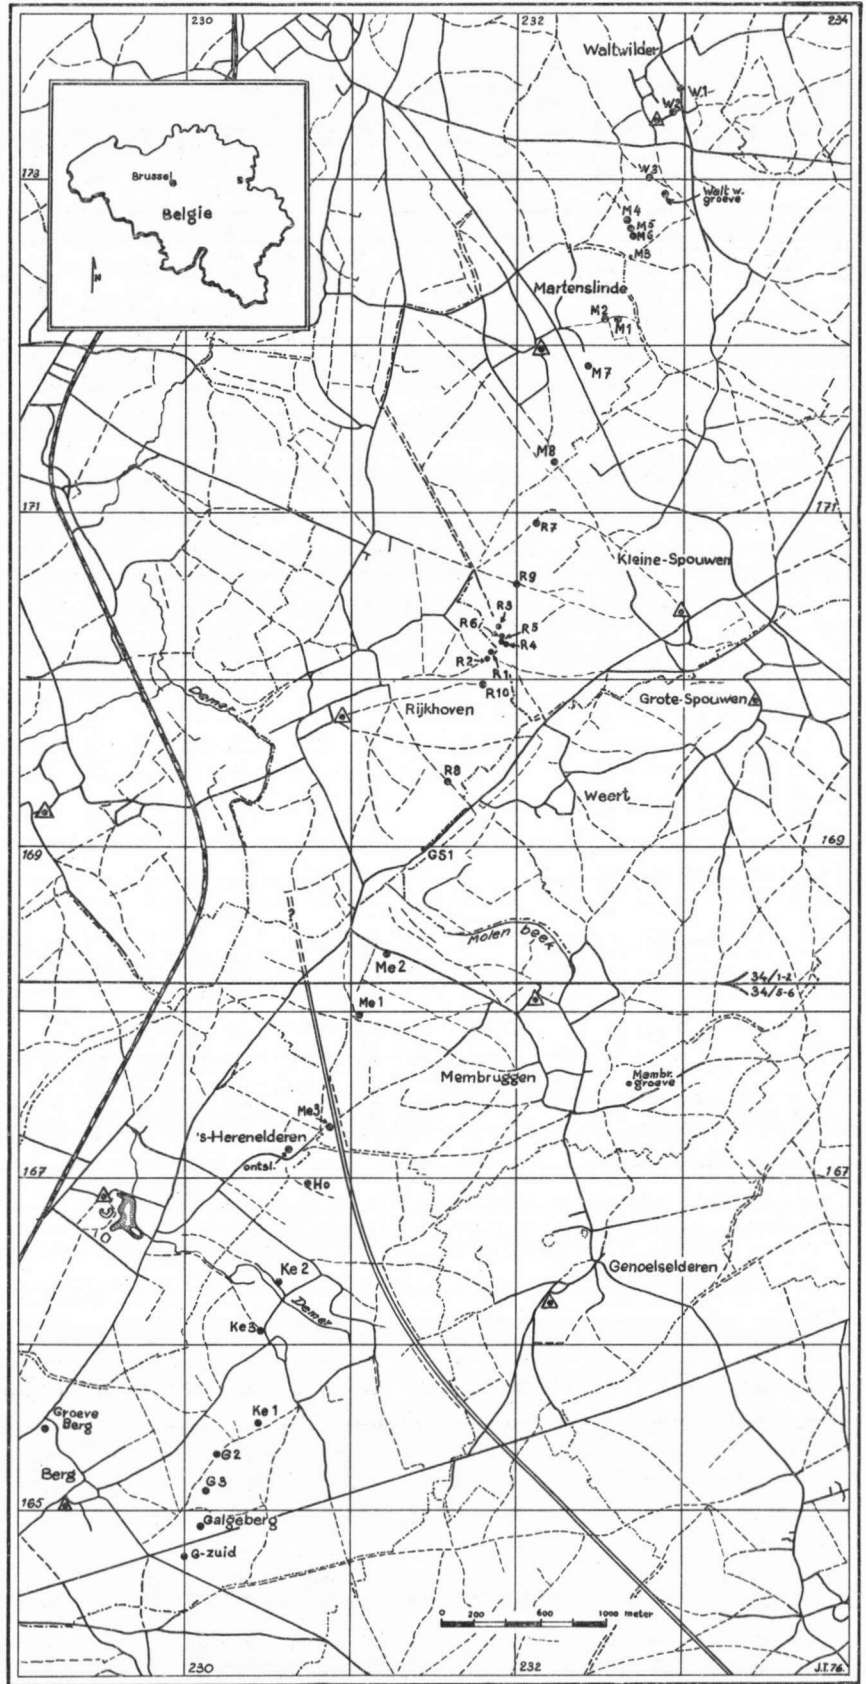 230
232
234
Waltwilder
W.1
W2
173
W3
Walt w.
groeve
M4
M5
M6
M3
Brussel
Belgie
N
Martenslinde
M2
M1
M7
M8
171
171
R7
Kleine-Spouwen
R9
R3
R6
R5
R4
R2
R1
R10
Demer
Rijkhoven
Grote-Spouwen
R8
Weert
169
GS1
?
Molen beek
Me2
34/1-2
34/5-6
Me1
Membruggen
Membr.
groeve
Me3
's-Herenelderen
ontsl.
167
Ho
167
Ke 2
Genoelselderen
Demer
Ke3
Groeve
Berg
Ke 1
G2
Berg
G3
165
Galgeberg
G-zuid
0 200 600 1000 meter
230
232
J.T. 76.